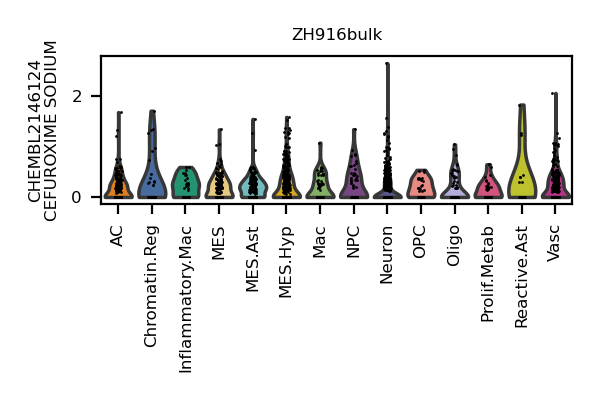 ZH916bulk
CHEMBL2146124
CEFUROXIME SODIUM
2
0
AC
Chromatin.Reg
Inflammatory.Mac
MES
MES.Ast
MES.Hyp
Mac
NPC
Neuron
OPC
Oligo
Prolif.Metab
Reactive.Ast
Vasc